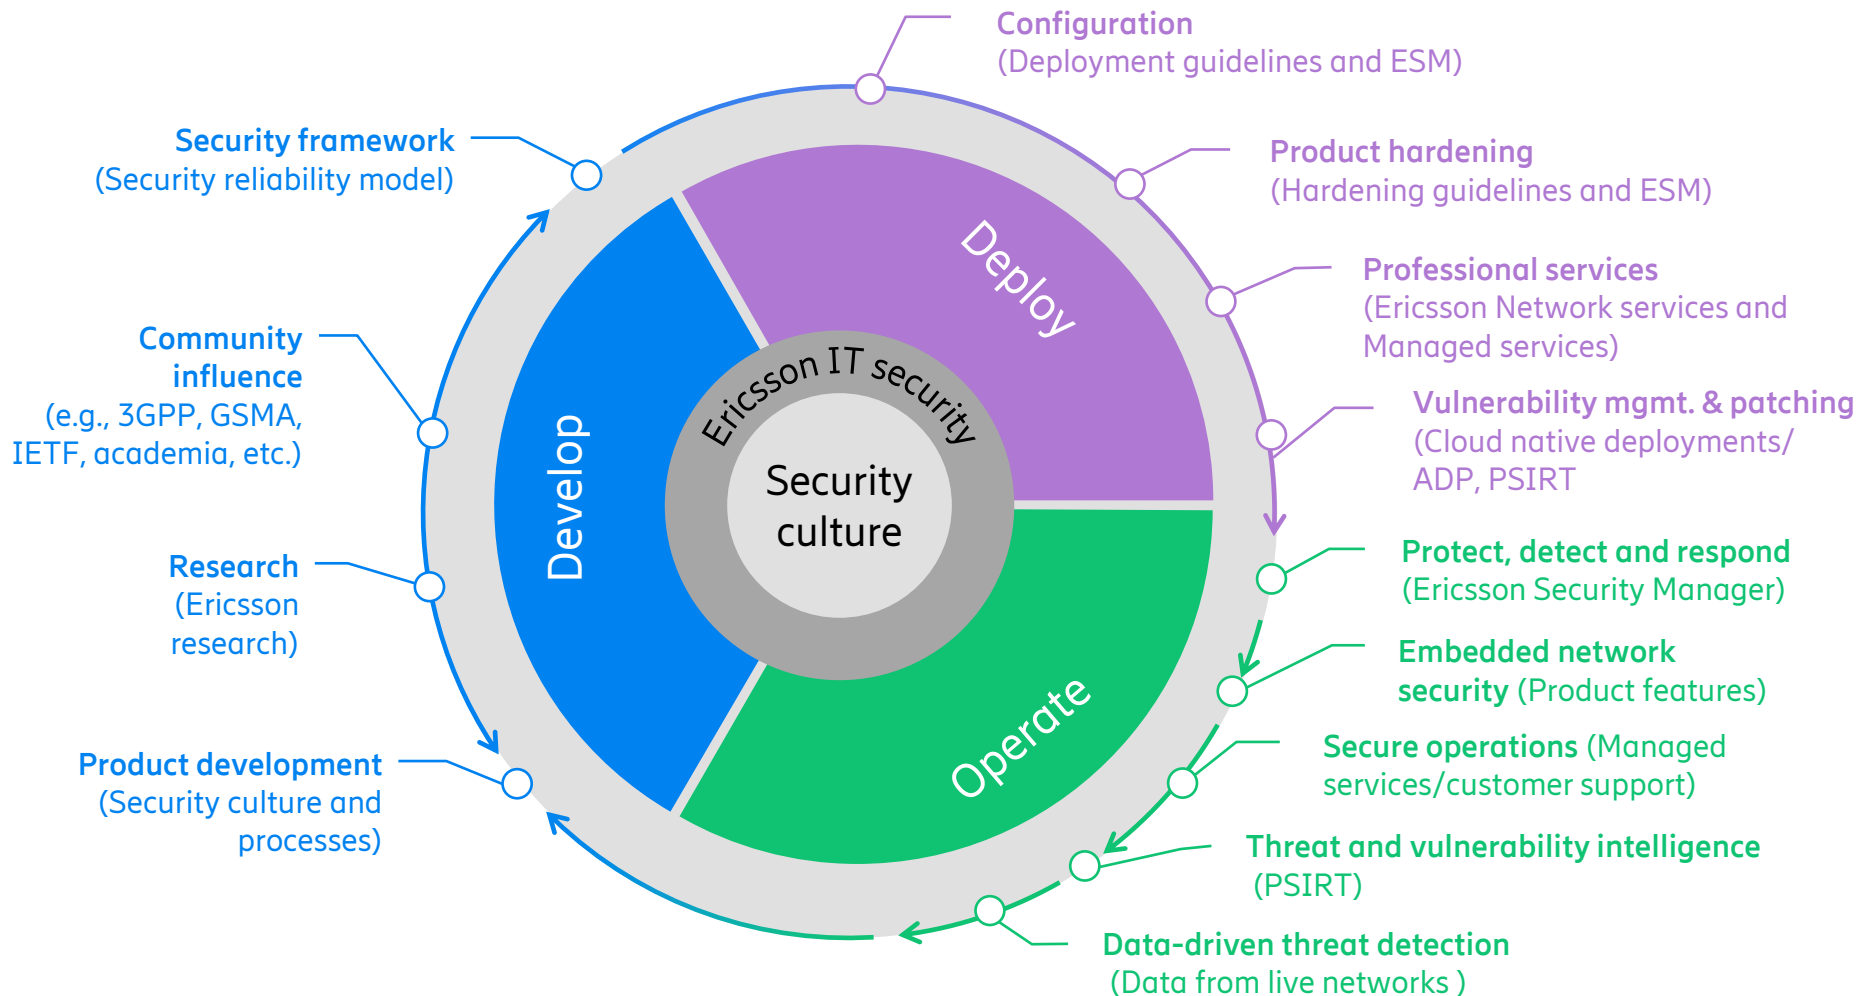 Configuration
(Deployment guidelines and ESM)
Security framework
(Security reliability model)
Product hardening
(Hardening guidelines and ESM)
Professional services
(Ericsson Network services and
Managed services)
Community
influence
(e.g., 3GPP, GSMA,
IETF, academia, etc.)
Vulnerability mgmt. & patching
(Cloud native deployments/
ADP, PSIRT
Deploy
Develop
Operate
Ericsson IT security
Security
culture
Research
(Ericsson
research)
Protect, detect and respond
(Ericsson Security Manager)
Embedded network
security (Product features)
Product development
(Security culture and
processes)
Secure operations (Managed
services/customer support)
Threat and vulnerability intelligence
(PSIRT)
Data-driven threat detection
(Data from live networks )